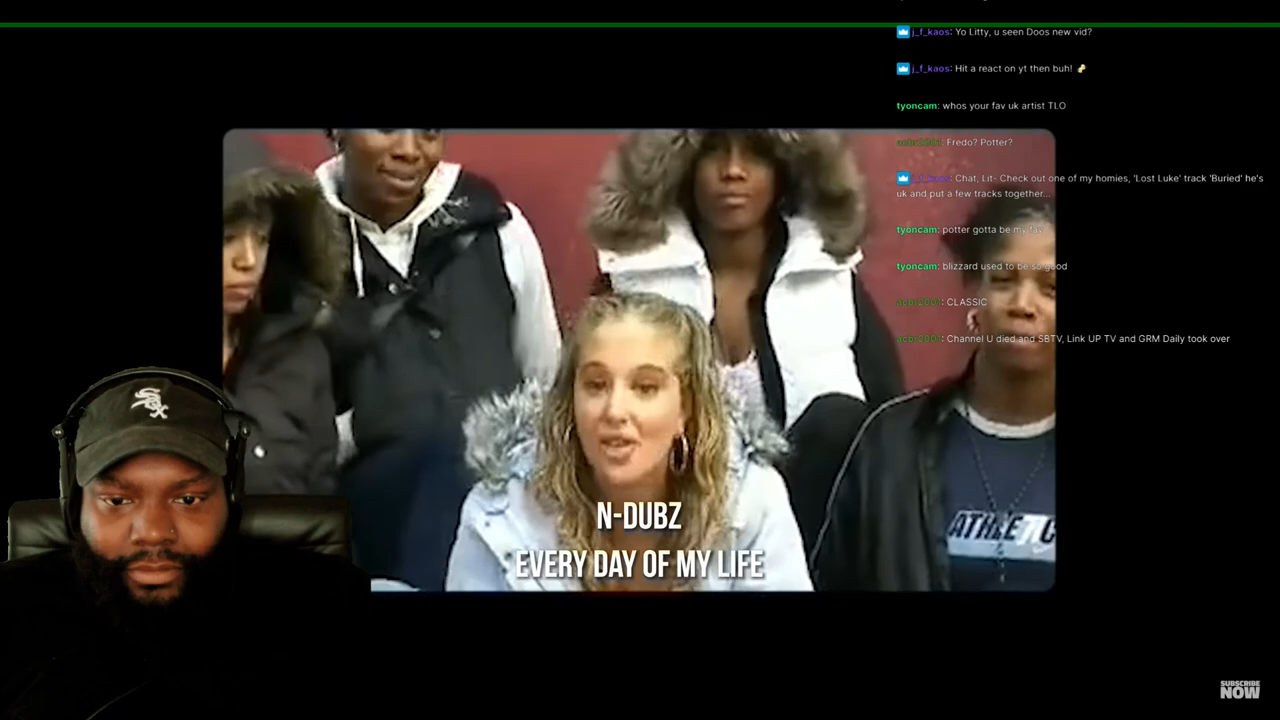 j_f_kaos: Yo Litty, u seen Doos new vid?
j_f_kaos: Hit a react on yt then buh!
tyoncam: whos your fav uk artist TLO
Fredo? Potter?
Chat, Lit- Check out one of my homies, 'Lost Luke' track 'Buried' he's
uk and put a few tracks together...
tyoncam: potter gotta be my fav
tyoncam: blizzard used to be so good
CLASSIC
Channel U died and SBTV, Link UP TV and GRM Daily took over
Sox
ATHLETIC
N-DUBZ
EVERY DAY OF MY LIFE
SUBSCRIBE
NOW